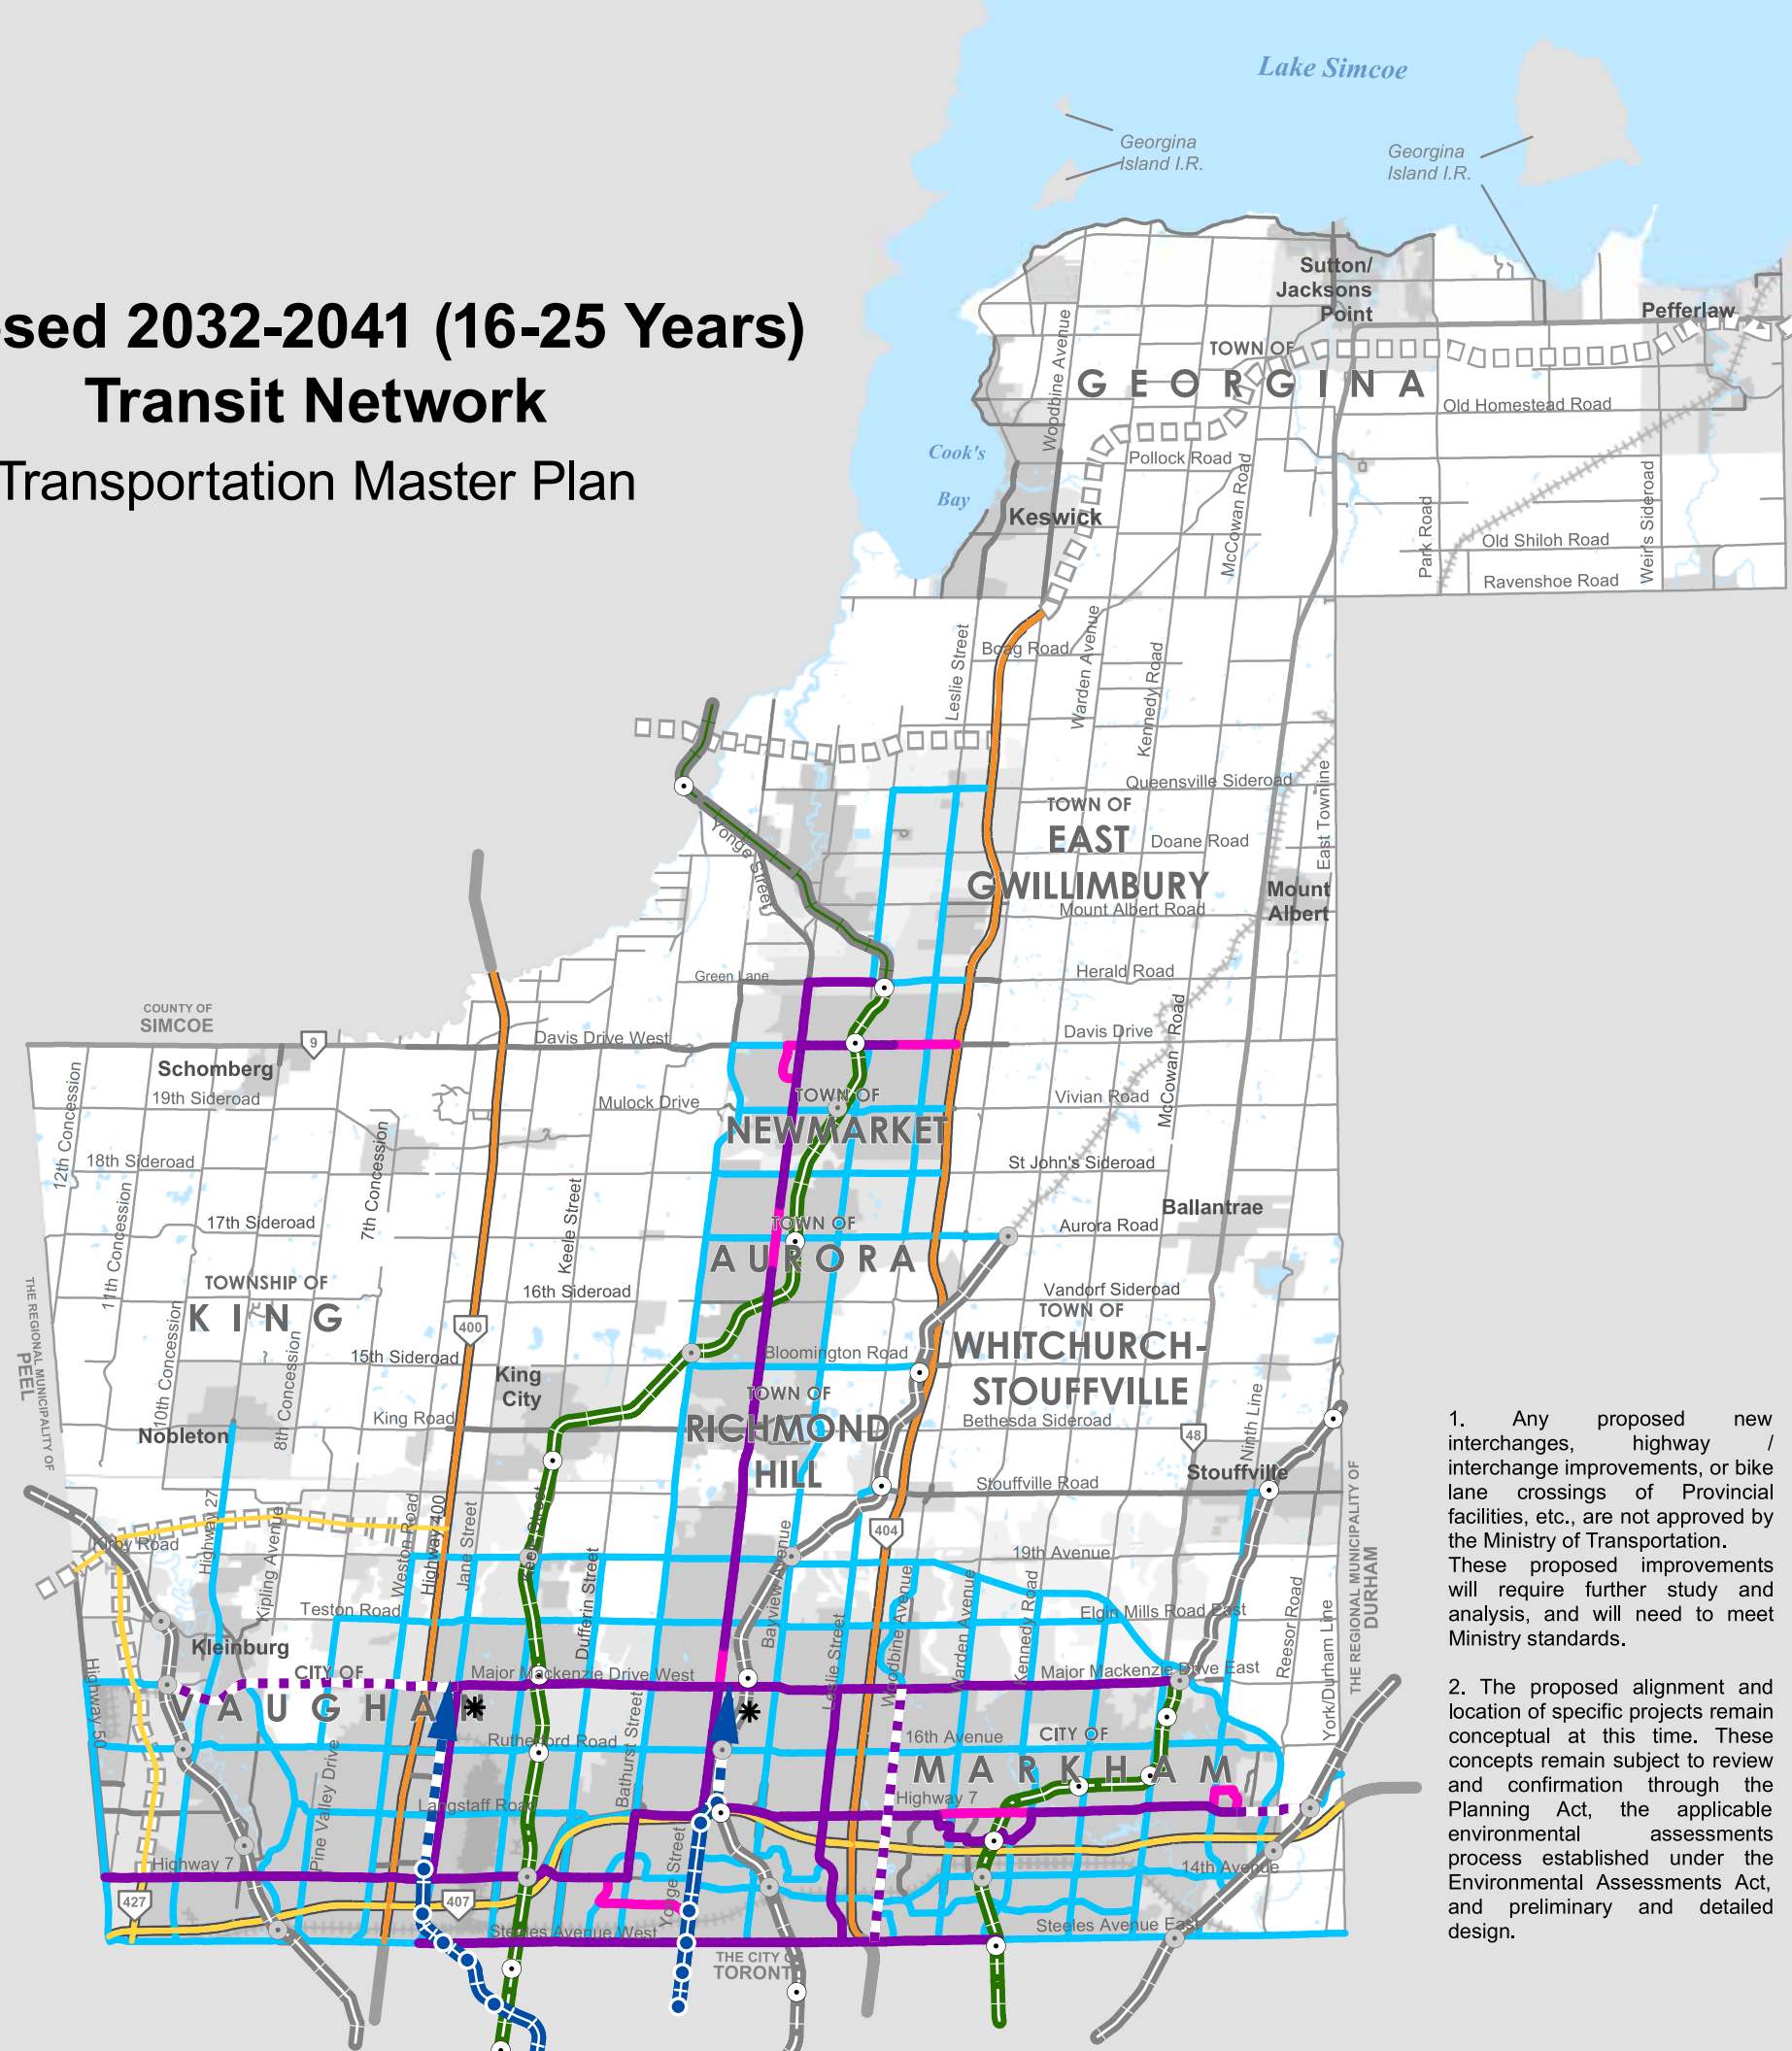 sed 2032-2041 (16-25 Years)
Transit Network
Transportation Master Plan
Lake Simcoe
Georgina
Island I.R.
Georgina
Island I.R.
Sutton/
Jacksons
Point
Pefferlaw
TOWN OF
GEORGINA
Woodbine Avenue
Old Homestead Road
Cook's
Bay
Pollock Road
McCowan Road
Keswick
Park Road
Weir's Sideroad
Old Shiloh Road
Ravenshoe Road
Leslie Street
Boag Road
Warden Avenue
Kennedy Road
Queensville Sideroad
East Townline
TOWN OF
EAST
GWILLIMBURY
Doane Road
Yonge Street
Mount
Albert
Mount Albert Road
Green Lane
Herald Road
COUNTY OF
SIMCOE
9
Davis Drive West
Davis Drive
McCowan Road
Schomberg
12th Concession
19th Sideroad
Mulock Drive
TOWN OF
NEWMARKET
Vivian Road
18th Sideroad
7th Concession
St John's Sideroad
11th Concession
17th Sideroad
Keele Street
Ballantrae
TOWN OF
AURORA
Aurora Road
THE REGIONAL MUNICIPALITY OF
PEEL
TOWNSHIP OF
KING
16th Sideroad
Vandorf Sideroad
400
10th Concession
8th Concession
15th Sideroad
Bloomington Road
TOWN OF
WHITCHURCH-
STOUFFVILLE
King
City
TOWN OF
RICHMOND
HILL
Nobleton
King Road
Bethesda Sideroad
48
Ninth Line
Stouffville
Stouffville Road
Highway 27
Kirby Road
Kipling Avenue
Weston Road
Highway 400
Jane Street
Keele Street
Dufferin Street
Bayview Avenue
404
19th Avenue
Teston Road
Leslie Street
Woodbine Avenue
Warden Avenue
Kennedy Road
Elgin Mills Road East
Reesor Road
York/Durham Line
THE REGIONAL MUNICIPALITY OF
DURHAM
Kleinburg
Highway 50
CITY OF
VAUGHAN
Major Mackenzie Drive West
Major Mackenzie Drive East
Bathurst Street
Rutherford Road
16th Avenue
CITY OF
MARKHAM
Pine Valley Drive
Langstaff Road
Highway 7
Highway 7
Yonge Street
14th Avenue
427
407
Steeles Avenue West
Steeles Avenue East
THE CITY O
TORONT
1. Any proposed new
interchanges, highway /
interchange improvements, or bike
lane crossings of Provincial
facilities, etc., are not approved by
the Ministry of Transportation.
These proposed improvements
will require further study and
analysis, and will need to meet
Ministry standards.
2. The proposed alignment and
location of specific projects remain
conceptual at this time. These
concepts remain subject to review
and confirmation through the
Planning Act, the applicable
environmental assessments
process established under the
Environmental Assessments Act,
and preliminary and detailed
design.